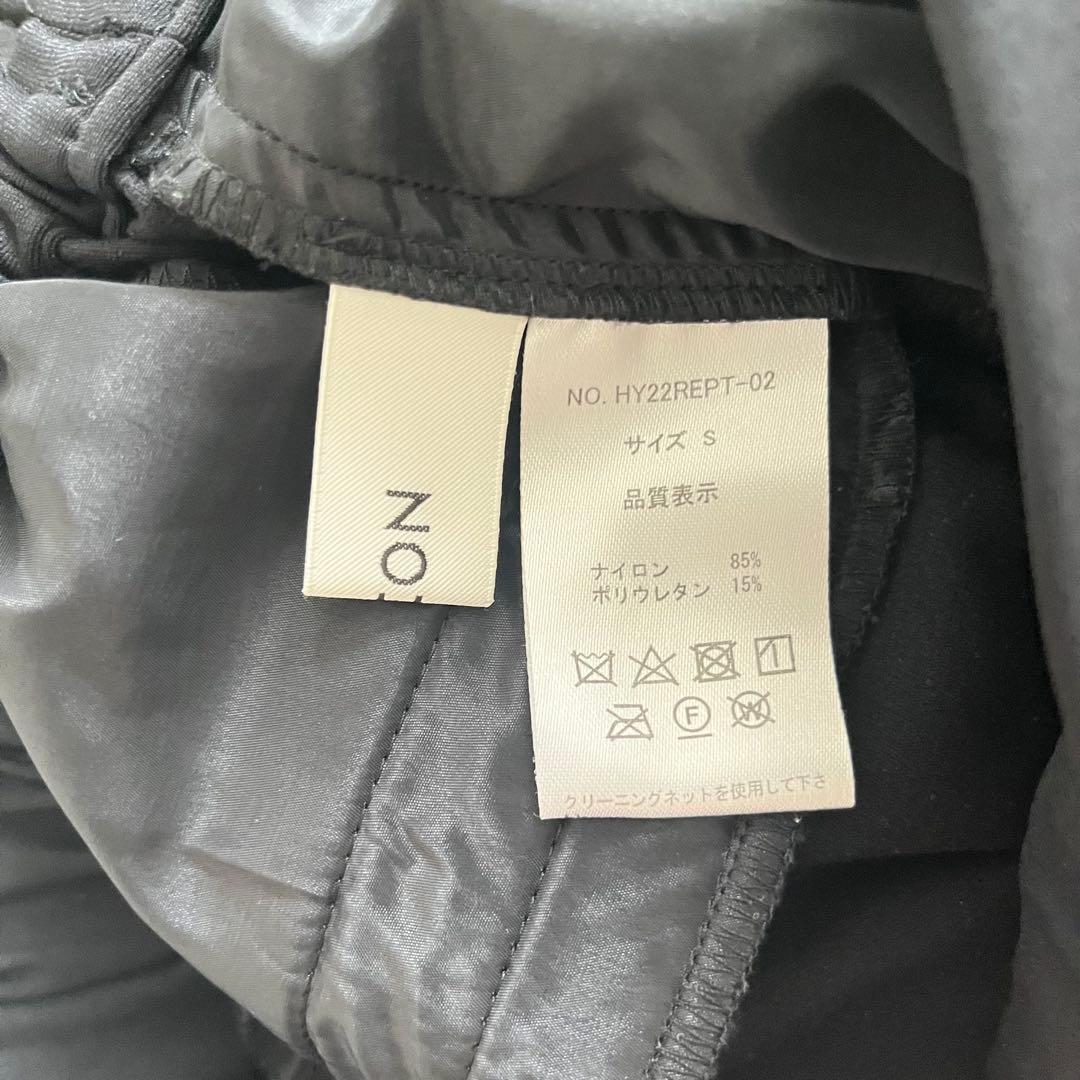 NO
NO. HY22REPT-02
サイズ S
品質表示
ナイロン 85%
ポリウレタン 15%
F
W
クリーニングネットを使用して下さ